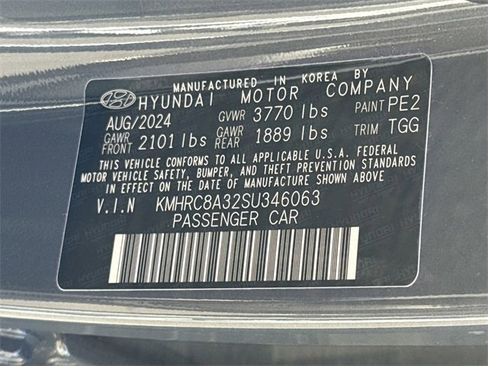 MANUFACTURED IN KOREA BY
HYUNDAI MOTOR COMPANY
AUG/2024 GVWR 3770 lbs PAINT PE2
GAWR FRONT 2101 lbs GAWR REAR 1889 lbs TRIM TGG
THIS VEHICLE CONFORMS TO ALL APPLICABLE U.S.A. FEDERAL
MOTOR VEHICLE SAFETY, BUMPER, AND THEFT PREVENTION STANDARDS
IN EFFECT ON THE DATE OF MANUFACTURE SHOWN ABOVE.
V.I.N KMHRC8A32SU346063
PASSENGER CAR